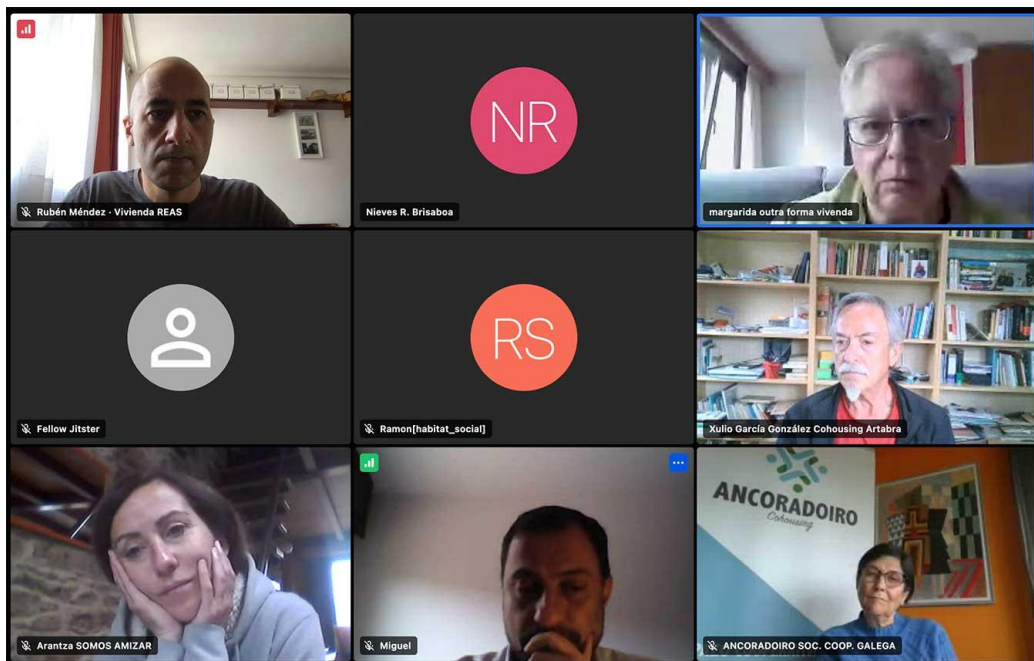 NR
Rubén Méndez - Vivienda REAS
Nieves R. Brisaboa
margarida outra forma vivenda
RS
Fellow Jitster
Ramon[habitat_social]
Xulio García González Cohousing Artabra
ANCORADOIRO
Cohousing
Arantza SOMOS AMIZAR
Miguel
ANCORADOIRO SOC. COOP. GALEGA